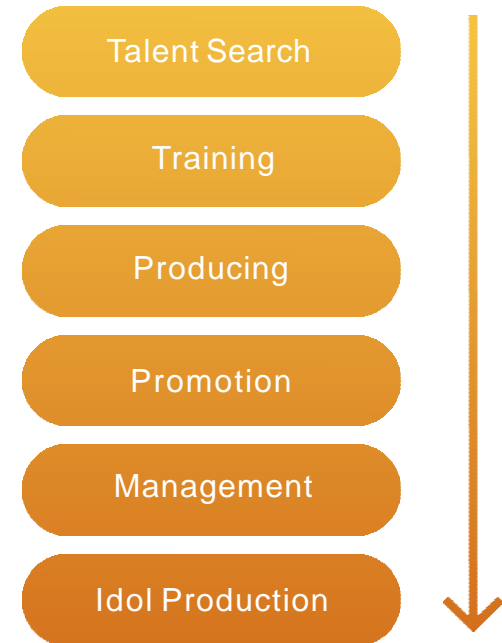 Talent Search
Training
Producing
Promotion
Management
Idol Production